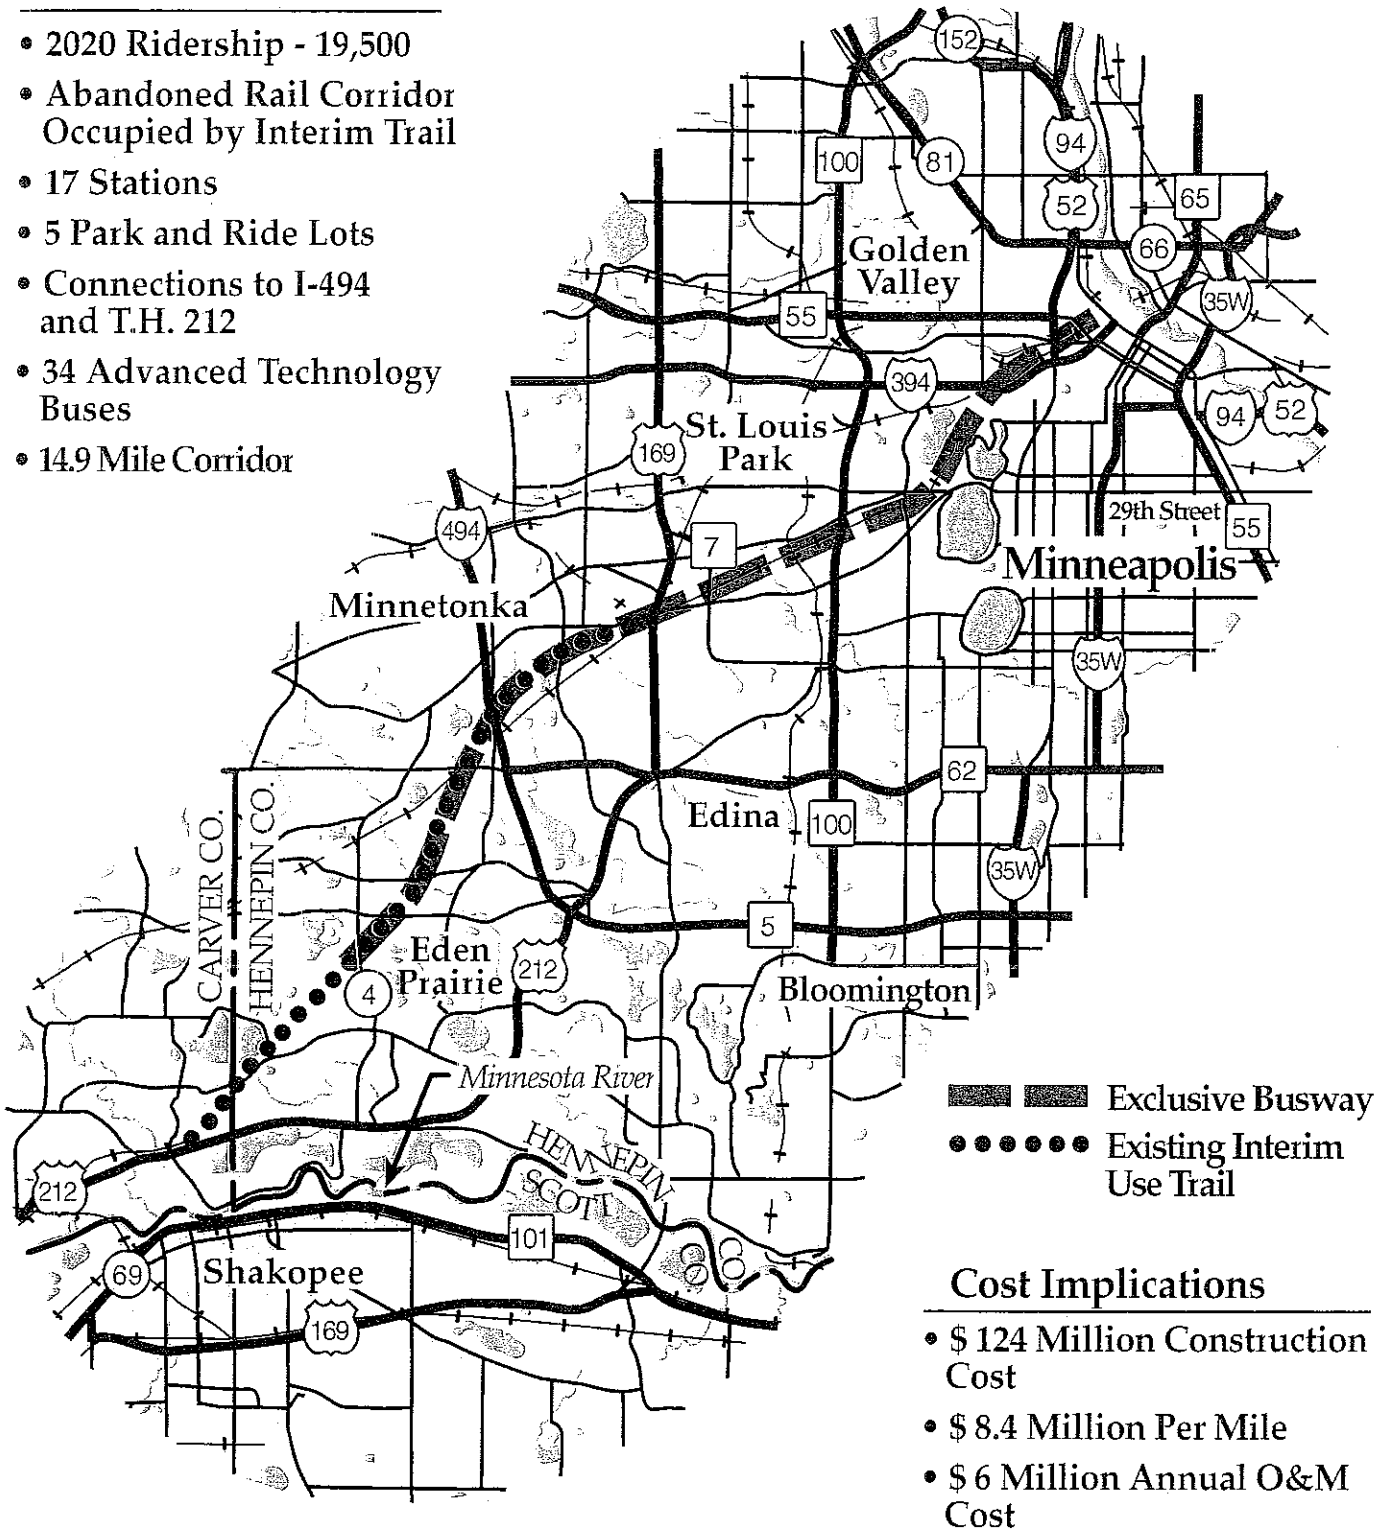 • 2020 Ridership - 19,500
• Abandoned Rail Corridor
Occupied by Interim Trail
• 17 Stations
• 5 Park and Ride Lots
• Connections to I-494
and T.H. 212
• 34 Advanced Technology
Buses
• 14.9 Mile Corridor
152
94
100
81
52
65
66
Golden
Valley
35W
55
394
94
52
St. Louis
Park
169
29th Street
55
494
7
Minneapolis
Minnetonka
35W
62
Edina
100
CARVER CO.
HENNEPIN CO.
35W
5
Eden
Prairie
212
4
Bloomington
Minnesota River
Exclusive Busway
Existing Interim
Use Trail
HENNEPIN CO
SCOTT CO
212
101
69
Shakopee
169
Cost Implications
• $ 124 Million Construction
Cost
• $ 8.4 Million Per Mile
• $ 6 Million Annual O&M
Cost